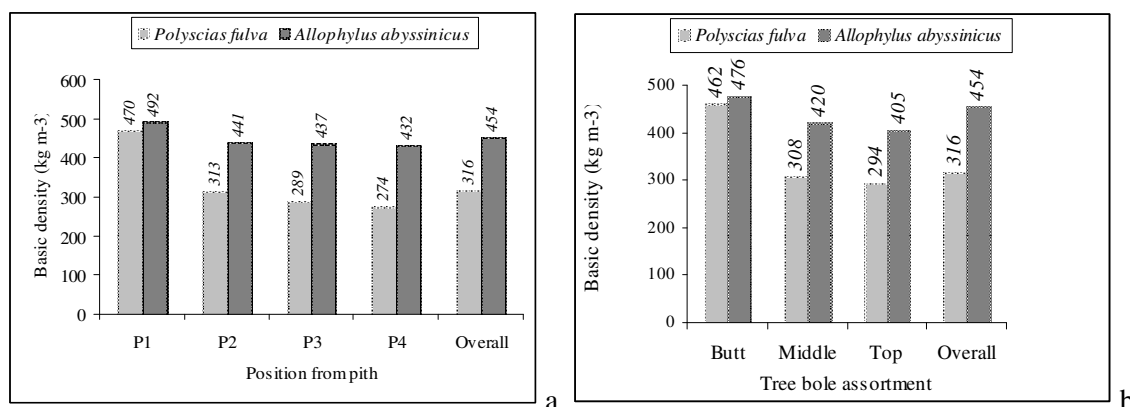 Polyscias fulva Allophylus abyssinicus
600
500
400
300
200
100
0
Basic density (kg m-3)
470 492 313 441 289 437 274 432 316 454
P1 P2 P3 P4 Overall
Position from pith
a
Polyscias fulva Allophylus abyssinicus
500
400
300
200
100
0
Basic density (kg m-3)
462 476 308 420 294 405 316 454
Butt Middle Top Overall
Tree bole assortment
b